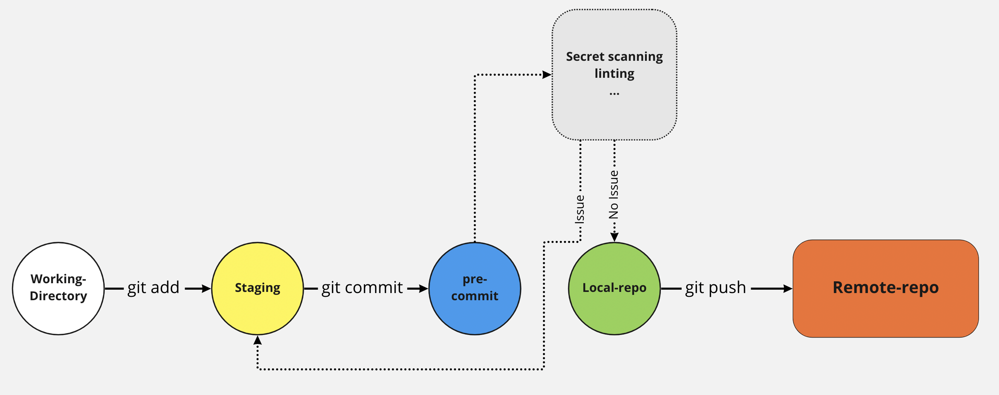 Secret scanning
linting
...
Issue
No Issue
Working-
Directory
git add
Staging
git commit
pre-
commit
Local-repo
git push
Remote-repo